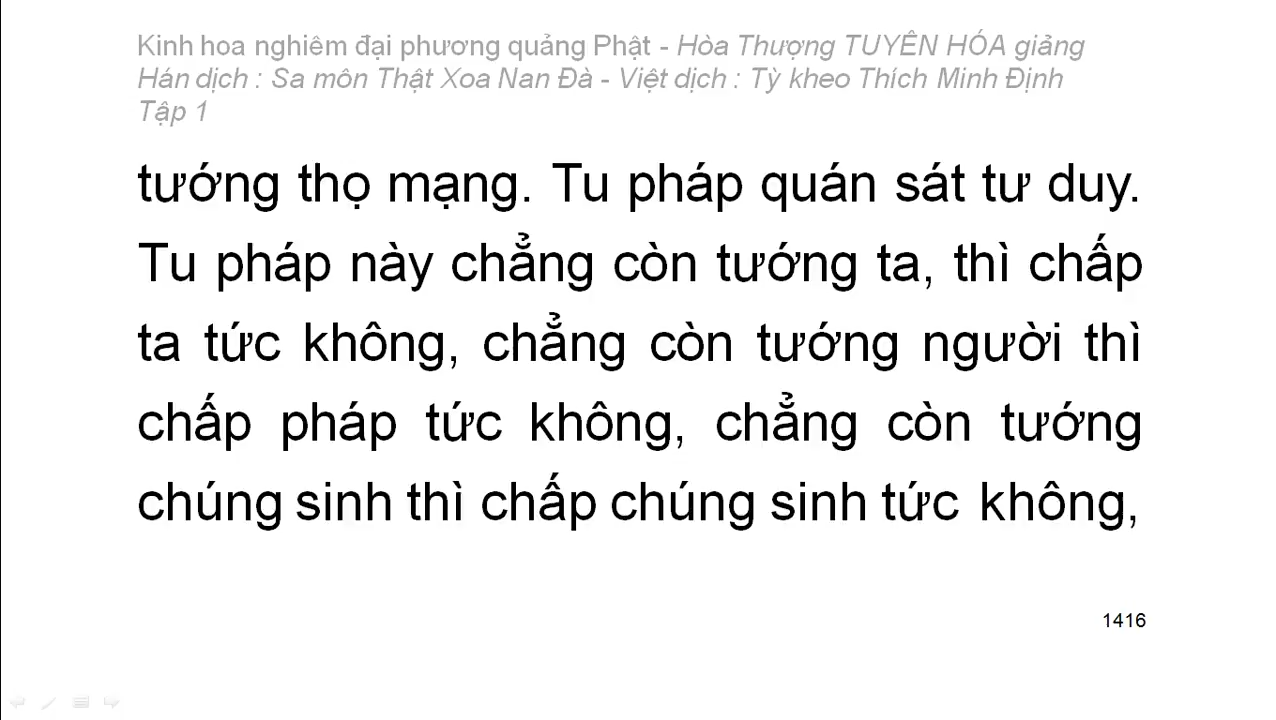 Kinh hoa nghiêm đại phương quảng Phật - Hòa Thượng TUYÊN HÓA giảng
Hán dịch : Sa môn Thật Xoa Nan Đà - Việt dịch : Tỳ kheo Thích Minh Định
Tập 1
tướng thọ mạng. Tu pháp quán sát tư duy.
Tu pháp này chẳng còn tướng ta, thì chấp
ta tức không, chẳng còn tướng người thì
chấp pháp tức không, chẳng còn tướng
chúng sinh thì chấp chúng sinh tức không,
1416